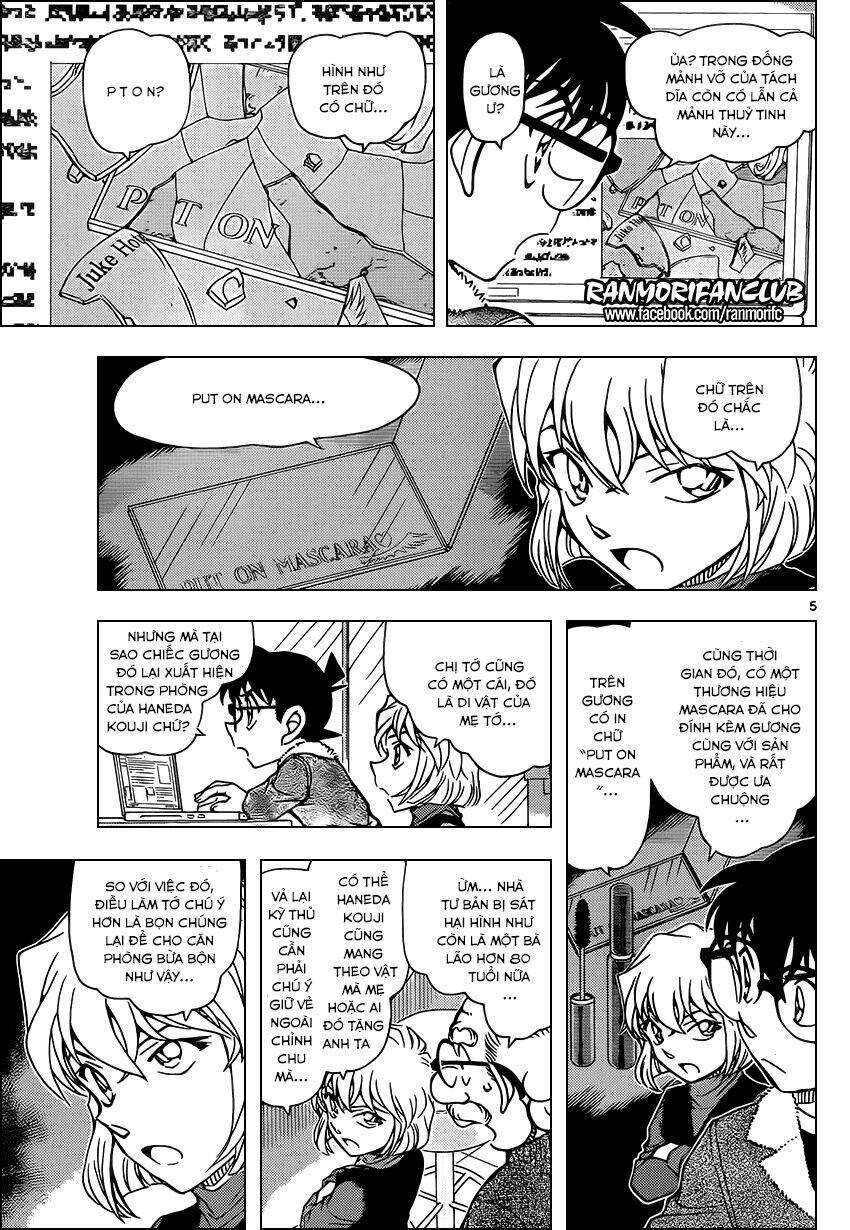 ỦA? TRONG ĐỐNG
MẢNH VỠ CỦA TÁCH
DĨA CÒN CÓ LẪN CẢ
MẢNH THUỶ TINH
NÀY...
LÀ
GƯƠNG
Ư?
PT ON
RANMORIFANCLUB
www.facebook.com/ranmorifc
HÌNH NHƯ
TRÊN ĐÓ
CÓ CHỮ...
P T O N?
PT ON
Juke Hot
CHỮ TRÊN
ĐÓ CHẮC
LÀ...
PUT ON MASCARA...
PUT ON MASCARA♡
5
CÙNG THỜI
GIAN ĐÓ, CÓ MỘT
THƯƠNG HIỆU
MASCARA ĐÃ CHO
ĐÍNH KÈM GƯƠNG
CÙNG VỚI SẢN
PHẨM, VÀ RẤT
ĐƯỢC ƯA
CHUỘNG
...
TRÊN
GƯƠNG
CÓ IN
CHỮ
"PUT ON
MASCARA
"...
PUT ON MASCARA♡
CHỊ TỚ CŨNG
CÓ MỘT CÁI, ĐÓ
LÀ DI VẬT CỦA
MẸ TỚ...
NHƯNG MÀ TẠI
SAO CHIẾC GƯƠNG
ĐÓ LẠI XUẤT HIỆN
TRONG PHÒNG
CỦA HANEDA
KOUJI CHỨ?
ỪM... NHÀ
TƯ BẢN BỊ SÁT
HẠI HÌNH NHƯ
CÒN LÀ MỘT BÀ
LÃO HƠN 80
TUỔI NỮA
...
CÓ THỂ
HANEDA
KOUJI
CŨNG
MANG
THEO VẬT
MÀ MẸ
HOẶC AI
ĐÓ TẶNG
ANH TA
VẢ LẠI
KỲ THỦ
CŨNG
CẦN
PHẢI
CHÚ Ý
GIỮ VẺ
NGOÀI
CHỈNH
CHU
MÀ...
SO VỚI VIỆC ĐÓ,
ĐIỀU LÀM TỚ CHÚ Ý
HƠN LÀ BỌN CHÚNG
LẠI ĐỂ CHO CĂN
PHÒNG BỪA BỘN
NHƯ VẬY...